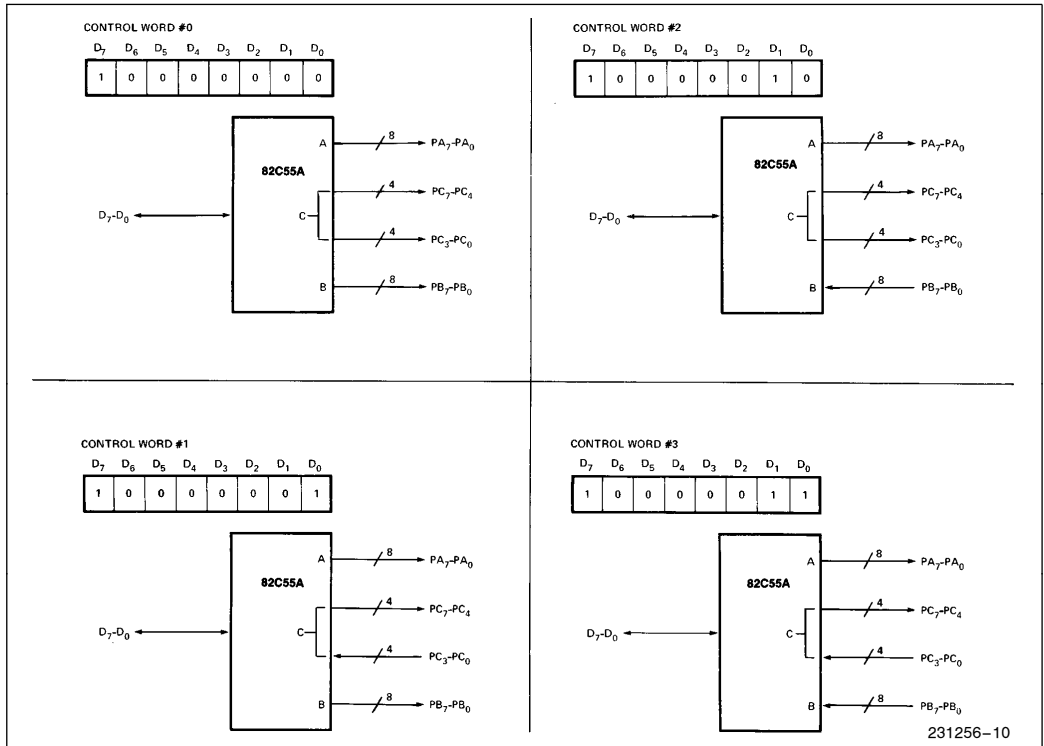 CONTROL WORD #0
D7 D6 D5 D4 D3 D2 D1 D0
1 0 0 0 0 0 0 0
82C55A
A
8
PA7-PA0
4
PC7-PC4
D7-D0
C
4
PC3-PC0
B
8
PB7-PB0
CONTROL WORD #2
D7 D6 D5 D4 D3 D2 D1 D0
1 0 0 0 0 0 1 0
82C55A
A
8
PA7-PA0
4
PC7-PC4
D7-D0
C
4
PC3-PC0
B
8
PB7-PB0
CONTROL WORD #1
D7 D6 D5 D4 D3 D2 D1 D0
1 0 0 0 0 0 0 1
82C55A
A
8
PA7-PA0
4
PC7-PC4
D7-D0
C
4
PC3-PC0
B
8
PB7-PB0
CONTROL WORD #3
D7 D6 D5 D4 D3 D2 D1 D0
1 0 0 0 0 0 1 1
82C55A
A
8
PA7-PA0
4
PC7-PC4
D7-D0
C
4
PC3-PC0
B
8
PB7-PB0
231256-10